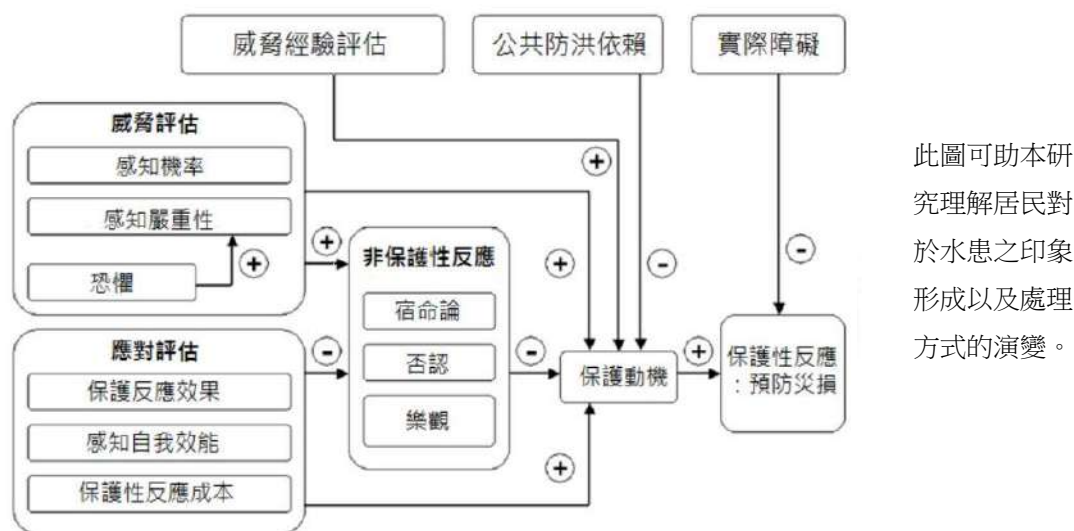 威脅經驗評估
公共防洪依賴
實際障礙
威脅評估
感知機率
感知嚴重性
恐懼
+
應對評估
保護反應效果
感知自我效能
保護性反應成本
+
-
非保護性反應
宿命論
否認
樂觀
-
+
+
-
+
保護動機
+
-
保護性反應
：預防災損
此圖可助本研
究理解居民對
於水患之印象
形成以及處理
方式的演變。